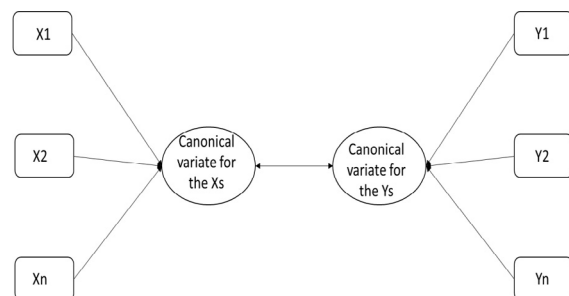 X1
Y1
X2
Canonical
variate for
the Xs
Canonical
variate for
the Ys
Y2
Xn
Yn